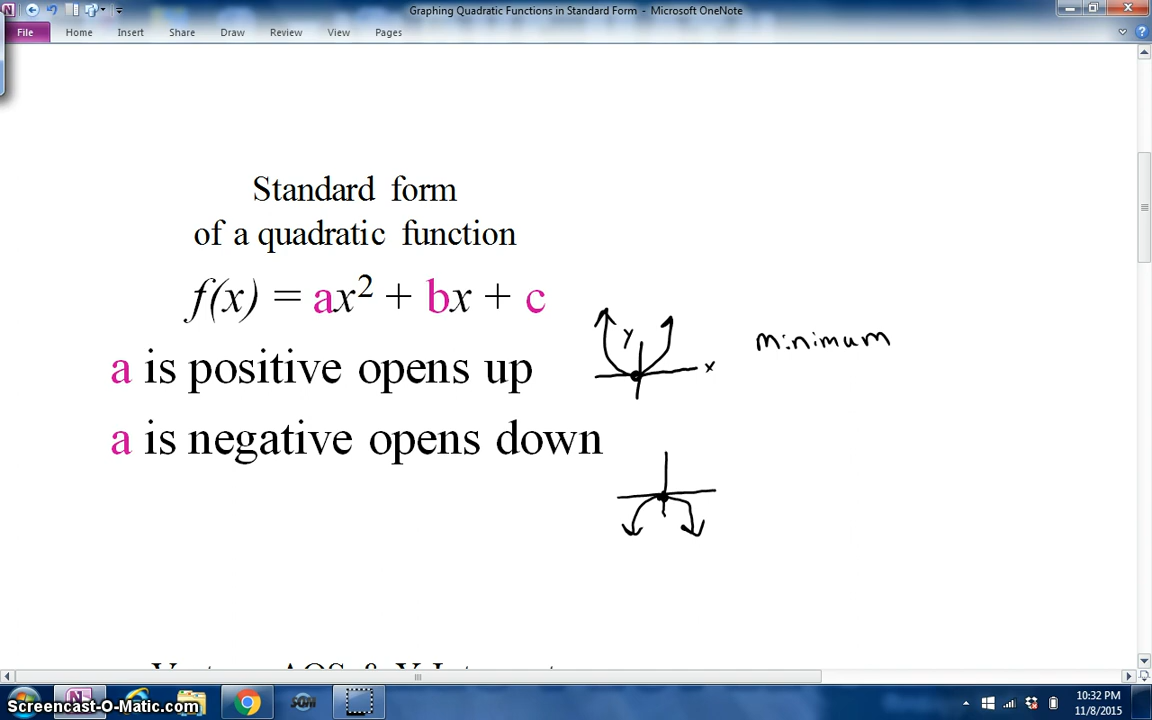 Graphing Quadratic Functions in Standard Form - Microsoft OneNote
File Home Insert Share Draw Review View Pages
Standard form
of a quadratic function
f(x) = ax² + bx + c
y
minimum
x
a is positive opens up
a is negative opens down
Screencast-O-Matic.com
10:32 PM
11/8/2015